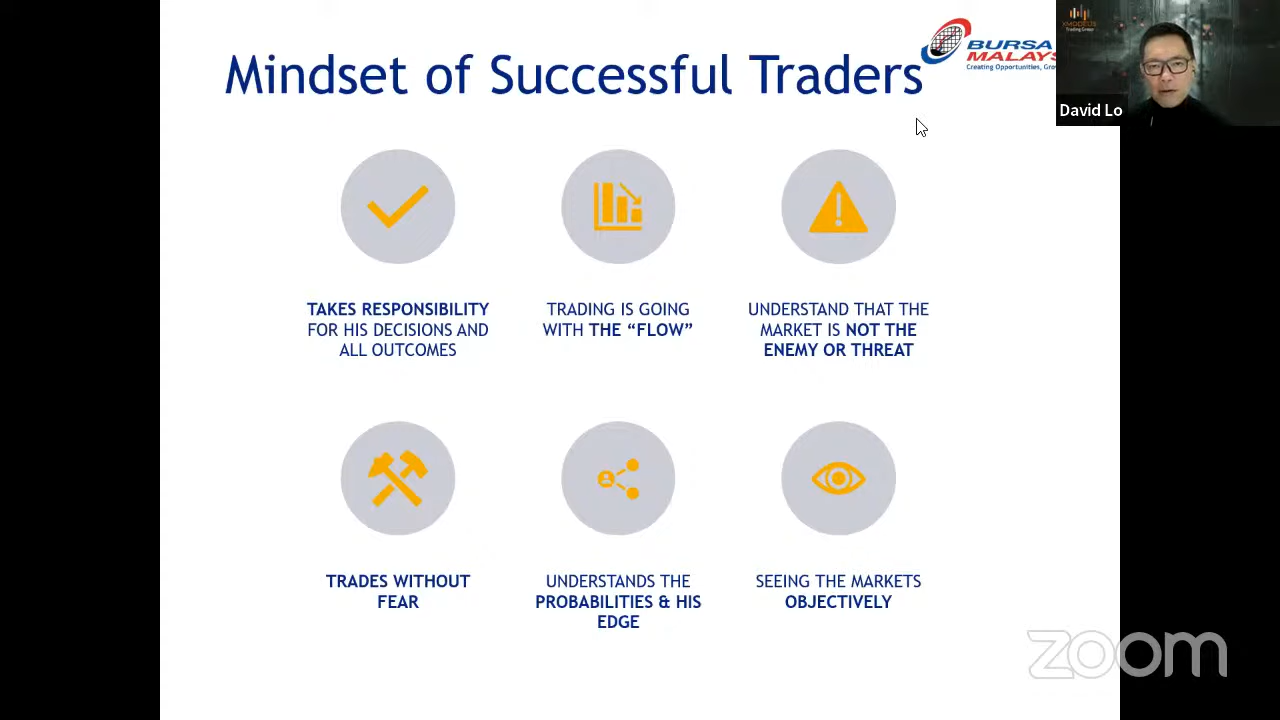 Mindset of Successful Traders
BURSA
MALAYS
Creating Opportunities, Grow
David Lo
TAKES RESPONSIBILITY
FOR HIS DECISIONS AND
ALL OUTCOMES
TRADING IS GOING
WITH THE “FLOW”
UNDERSTAND THAT THE
MARKET IS NOT THE
ENEMY OR THREAT
TRADES WITHOUT
FEAR
UNDERSTANDS THE
PROBABILITIES & HIS
EDGE
SEEING THE MARKETS
OBJECTIVELY
zoom